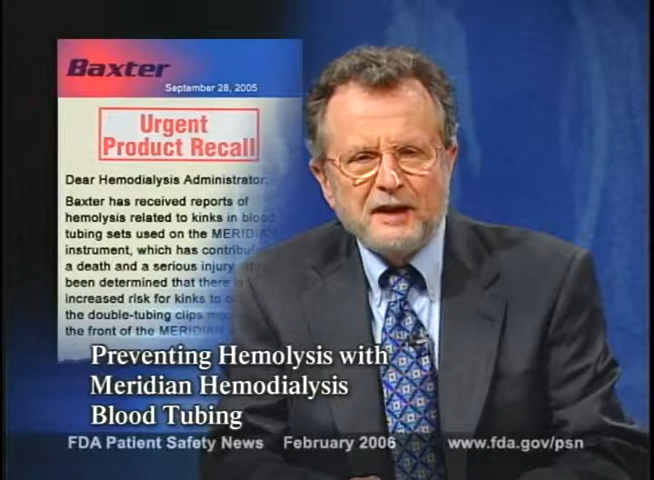 Baxter
September 28, 2005
Urgent
Product Recall
Dear Hemodialysis Administrator:
Baxter has received reports of
hemolysis related to kinks in blood
tubing sets used on the MERIDIAN
instrument, which has
a death and a serious injury.
been determined that there
increased risk for kinks to
the double-tubing clips
the front of the MERIDIAN
Preventing Hemolysis with
Meridian Hemodialysis
Blood Tubing
FDA Patient Safety News February 2006 www.fda.gov/psn